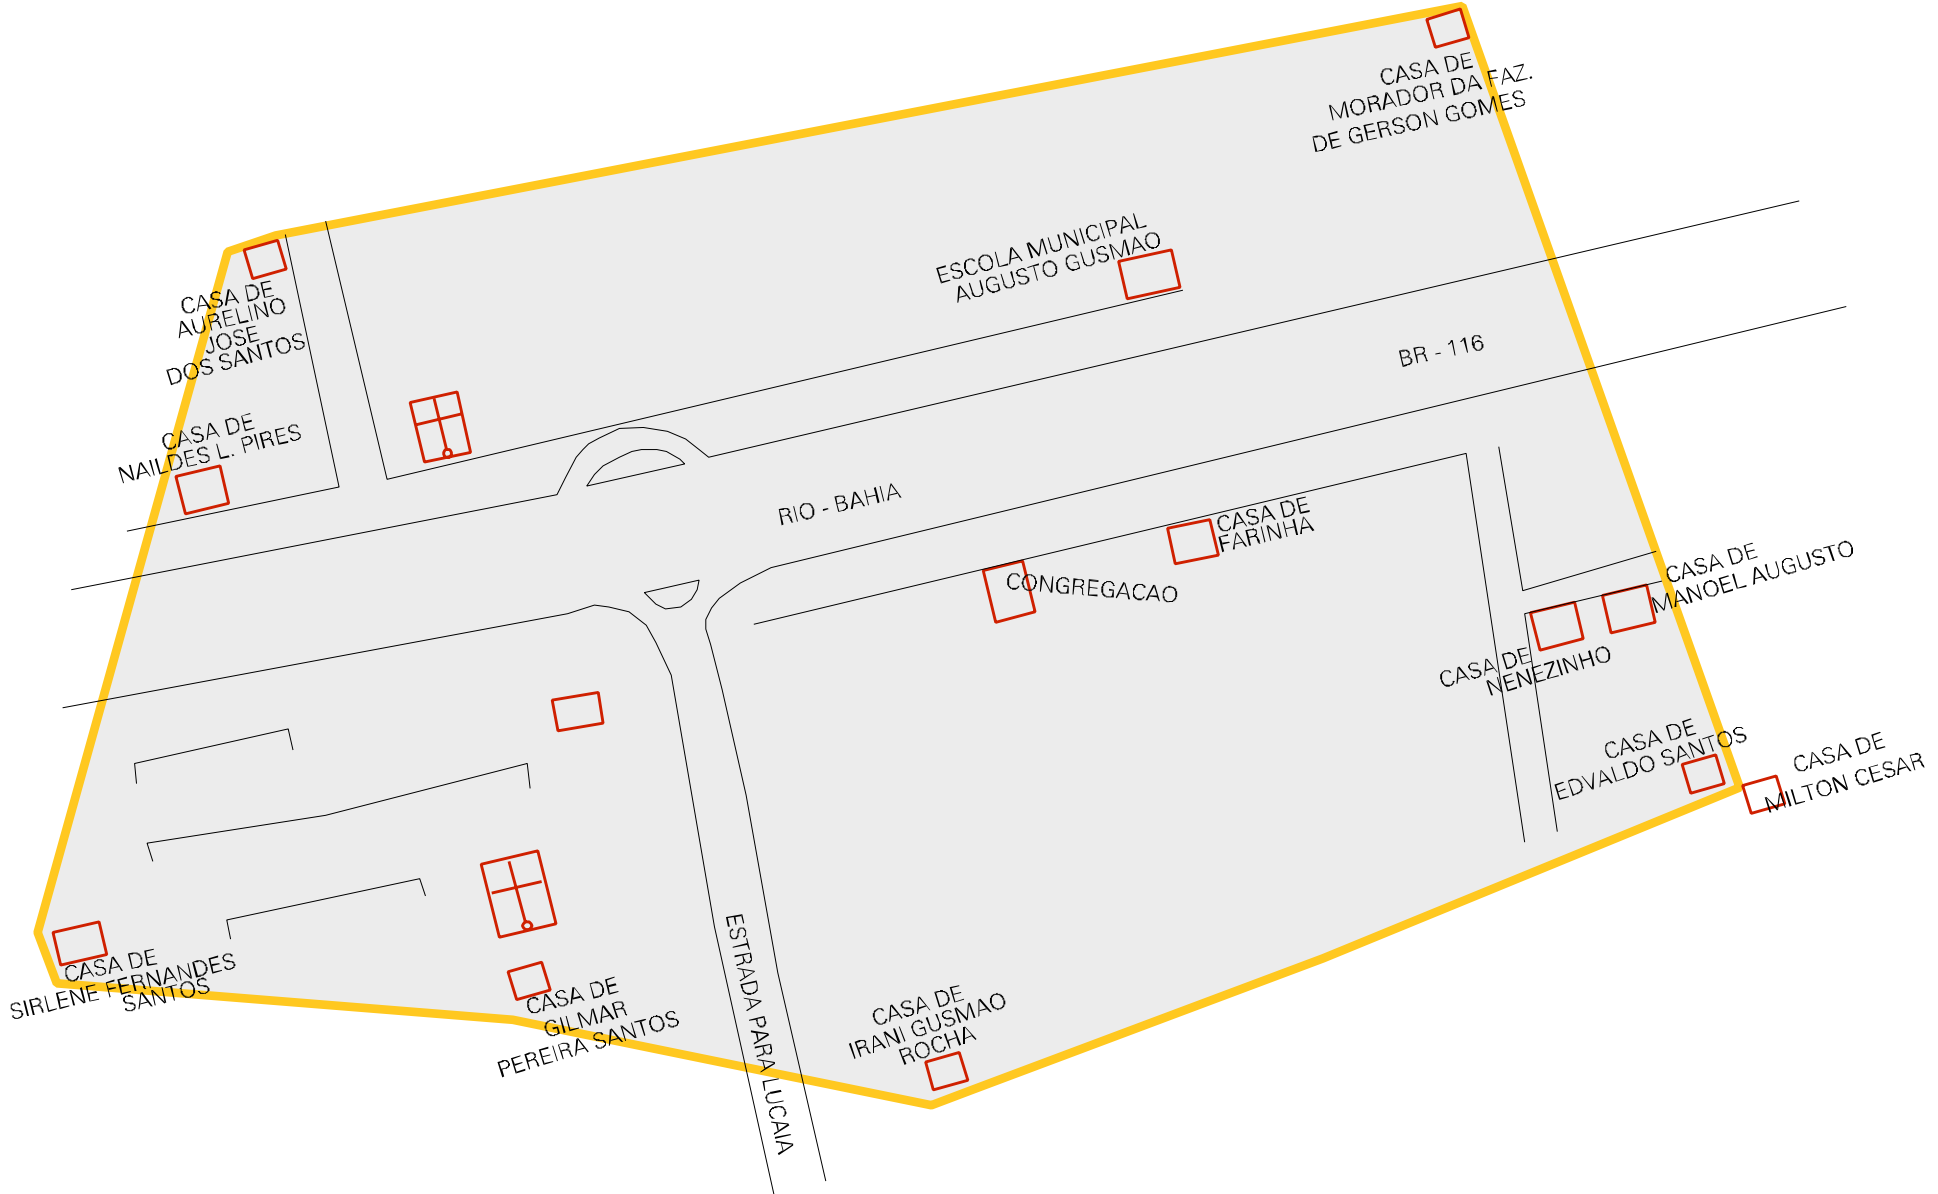 CASA DE
MORADOR DA FAZ.
DE GERSON GOMES
ESCOLA MUNICIPAL
AUGUSTO GUSMAO
CASA DE
AURELINO
JOSE
DOS SANTOS
BR - 116
CASA DE
NAILDES L. PIRES
RIO - BAHIA
CASA DE
FARINHA
CONGREGACAO
CASA DE
MANOEL AUGUSTO
CASA DE
NENEZINHO
CASA DE
EDVALDO SANTOS
CASA DE
MILTON CESAR
CASA DE
SIRLENE FERNANDES
SANTOS
CASA DE
GILMAR
PEREIRA SANTOS
ESTRADA PARA LUCAIA
CASA DE
IRANI GUSMAO
ROCHA